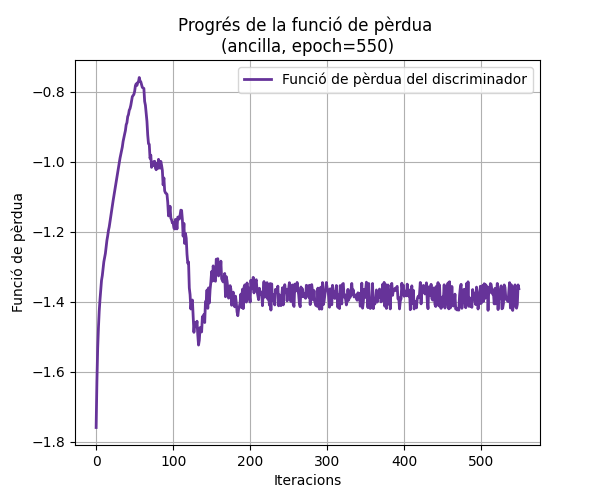 Progrés de la funció de pèrdua
(ancilla, epoch=550)
Funció de pèrdua del discriminador
Funció de pèrdua
−0.8
−1.0
−1.2
−1.4
−1.6
−1.8
0 100 200 300 400 500
Iteracions